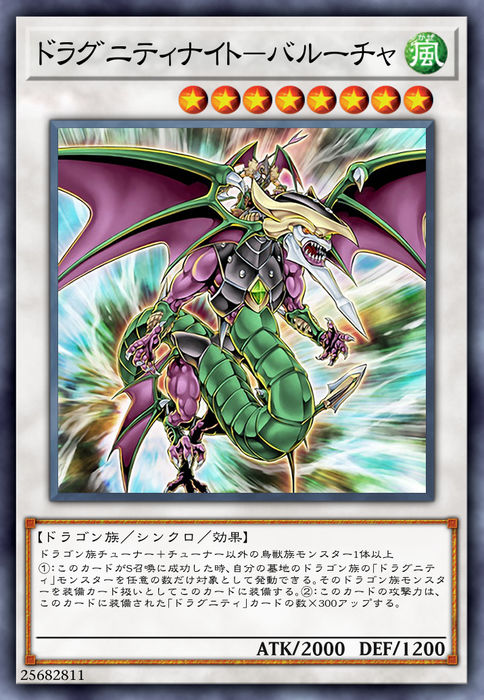 ドラグニティナイト－バルーチャ
風
かぜ
【ドラゴン族／シンクロ／効果】
ドラゴン族チューナー＋チューナー以外の鳥獣族モンスター1体以上
①：このカードがS召喚に成功した時、自分の墓地のドラゴン族の「ドラグニテ
ィ」モンスターを任意の数だけ対象として発動できる。そのドラゴン族モンスタ
ーを装備カード扱いとしてこのカードに装備する。②：このカードの攻撃力は、
このカードに装備された「ドラグニティ」カードの数×300アップする。
ATK/2000 DEF/1200
25682811